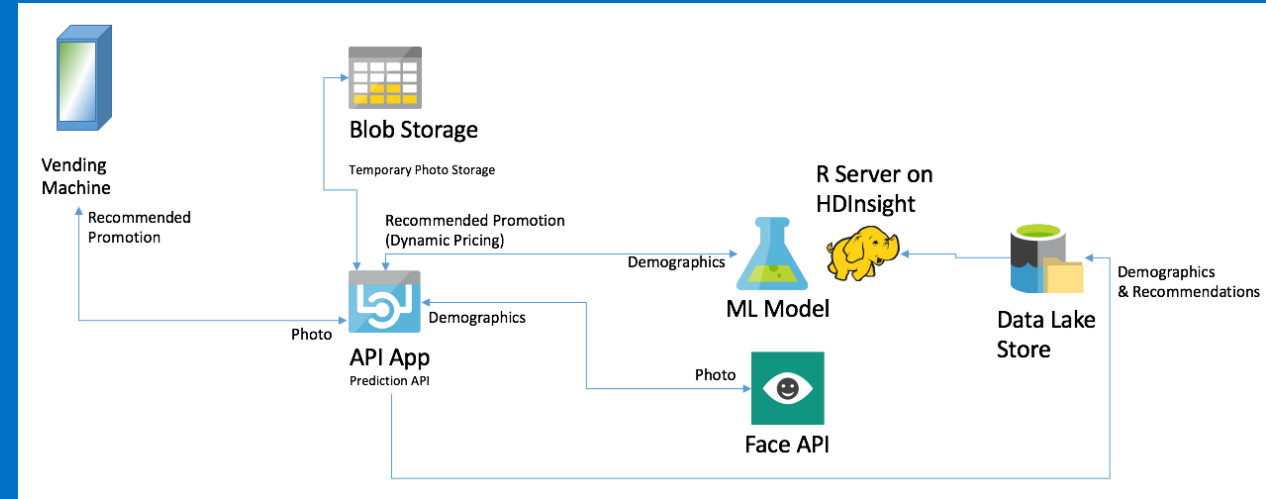 Vending
Machine
Recommended
Promotion
Blob Storage
Temporary Photo Storage
Recommended Promotion
(Dynamic Pricing)
Demographics
ML Model
R Server on
HDInsight
Data Lake
Store
Demographics
& Recommendations
Photo
API App
Prediction API
Demographics
Photo
Face API